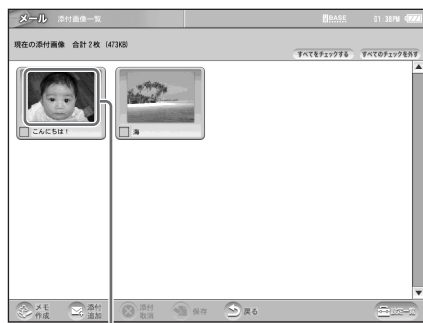 メール 添付画像一覧
BASE 01:38PM
現在の添付画像 合計2枚 (473KB)
すべてをチェックする すべてのチェックを外す
こんにちは！ 海
メモ作成 添付追加 添付取消 保存 戻る